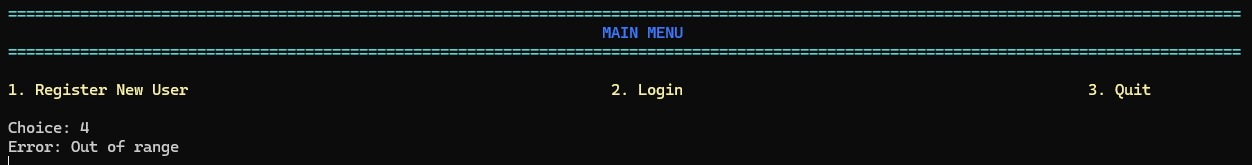 MAIN MENU
1. Register New User 2. Login 3. Quit
Choice: 4
Error: Out of range